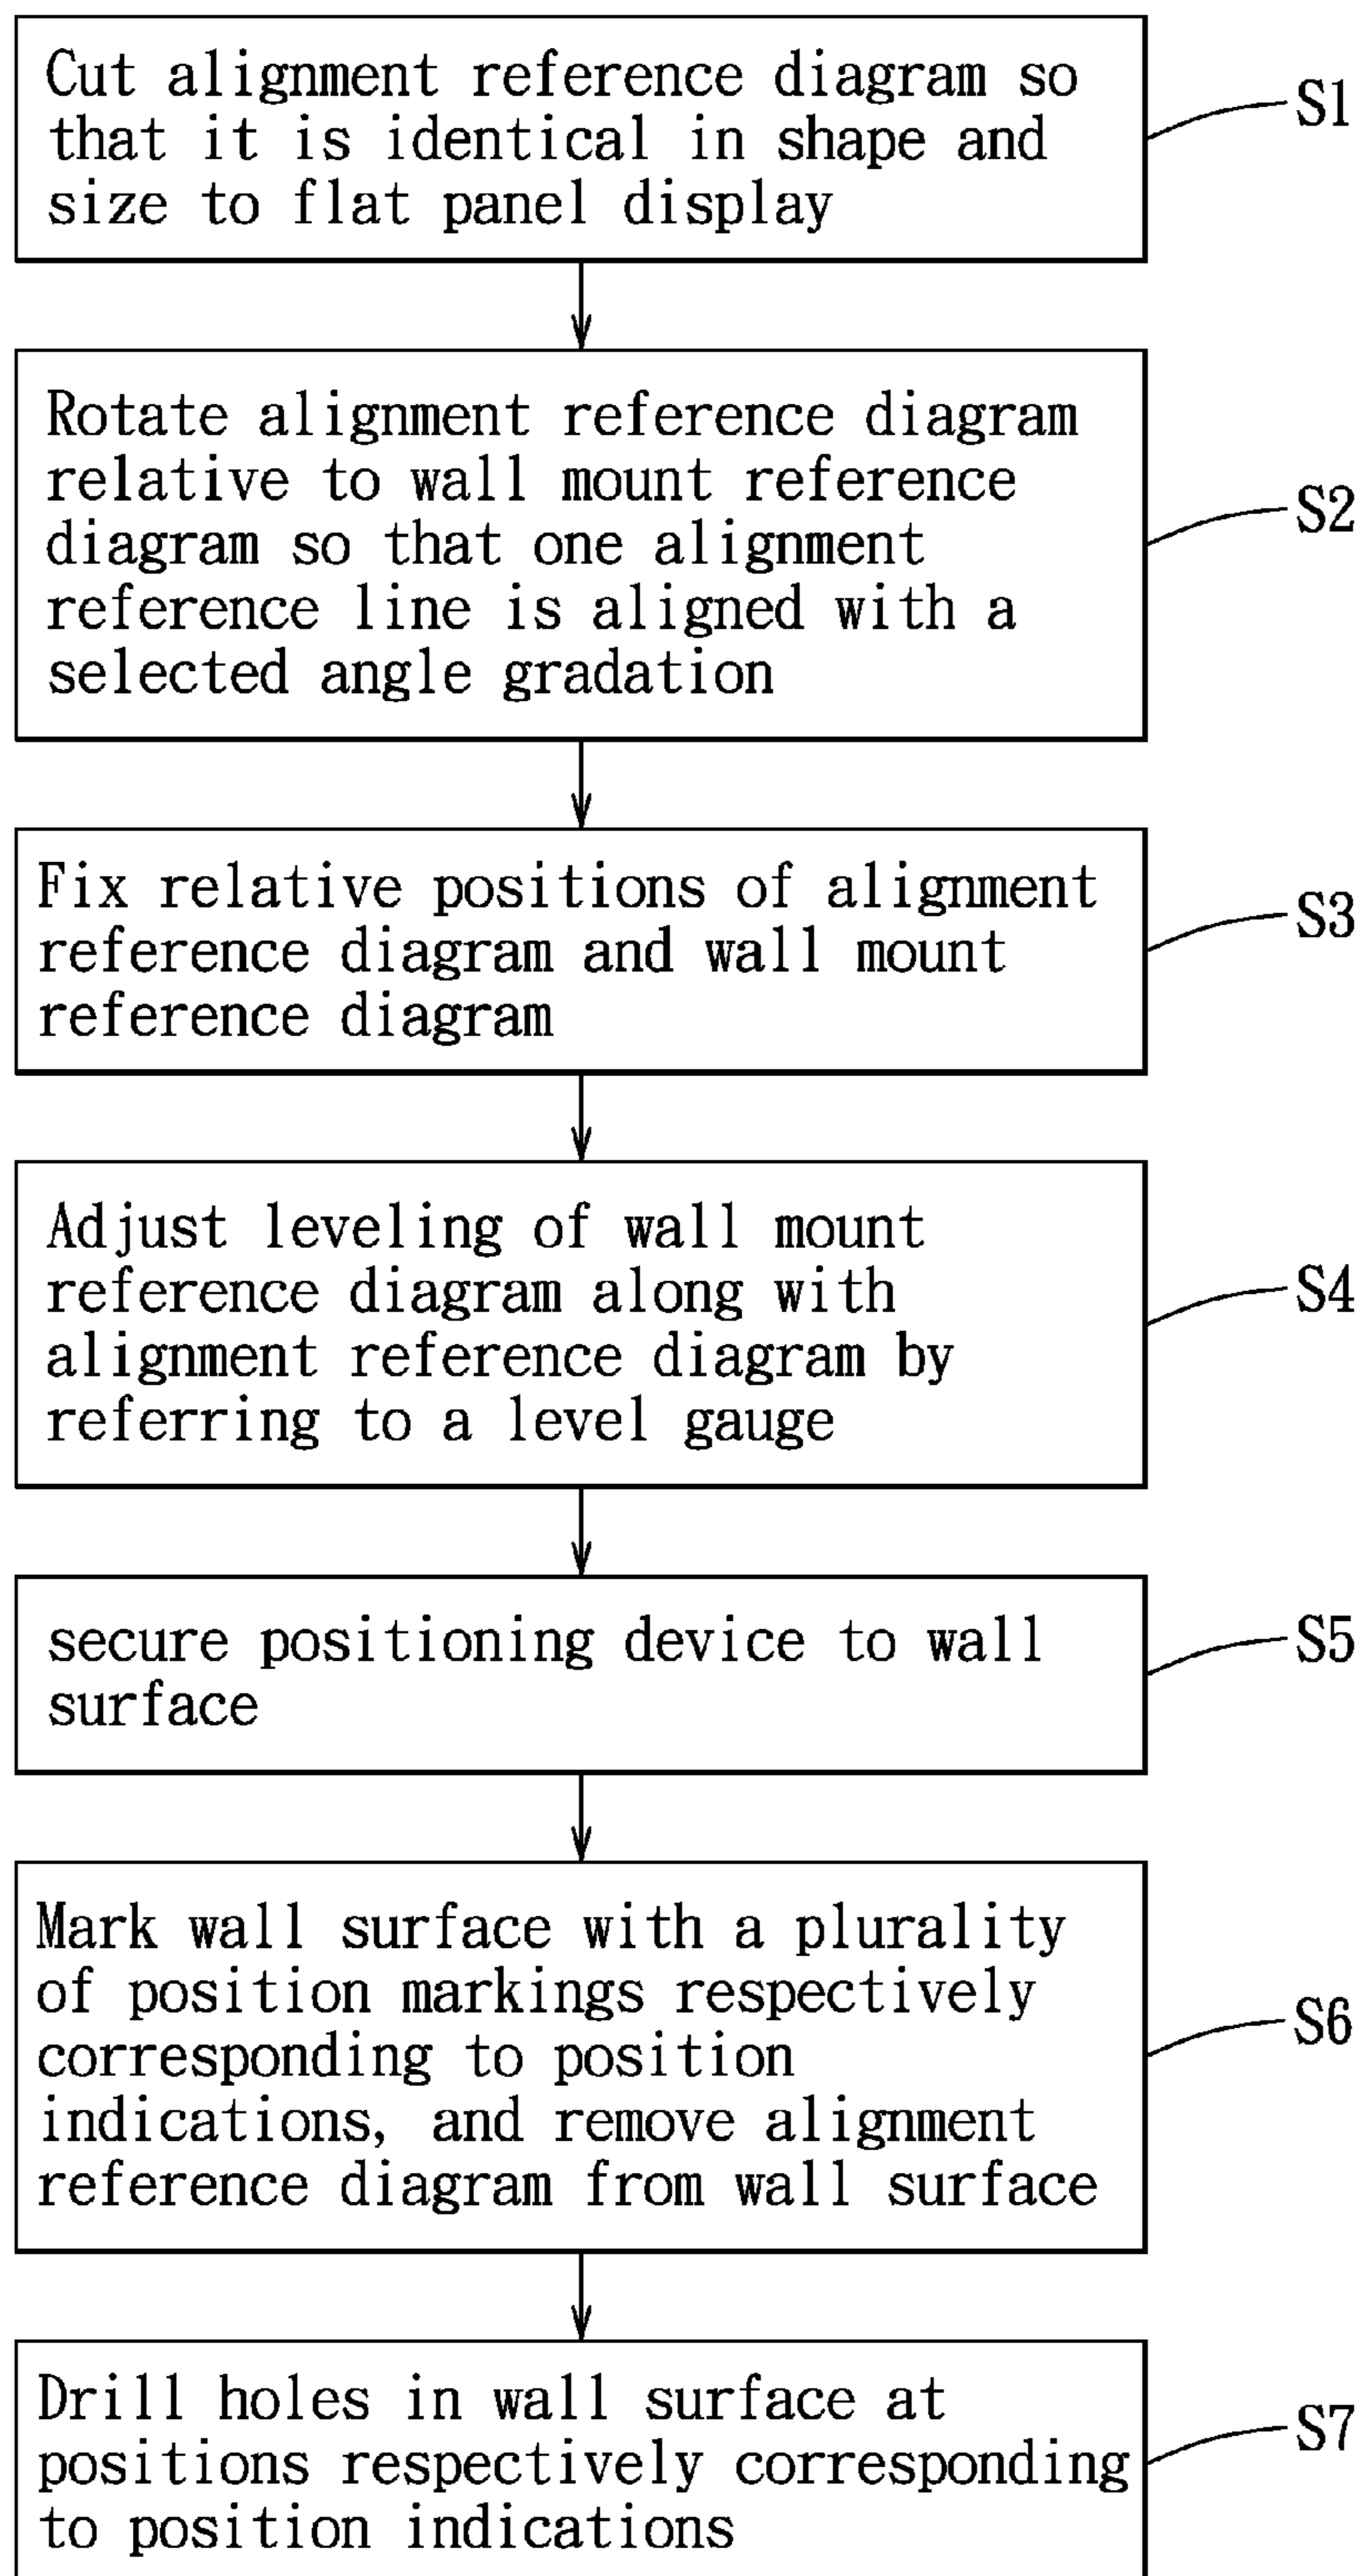 Cut alignment reference diagram so
that it is identical in shape and
size to flat panel display
S1
Rotate alignment reference diagram
relative to wall mount reference
diagram so that one alignment
reference line is aligned with a
selected angle gradation
S2
Fix relative positions of alignment
reference diagram and wall mount
reference diagram
S3
Adjust leveling of wall mount
reference diagram along with
alignment reference diagram by
referring to a level gauge
S4
secure positioning device to wall
surface
S5
Mark wall surface with a plurality
of position markings respectively
corresponding to position
indications, and remove alignment
reference diagram from wall surface
S6
Drill holes in wall surface at
positions respectively corresponding
to position indications
S7